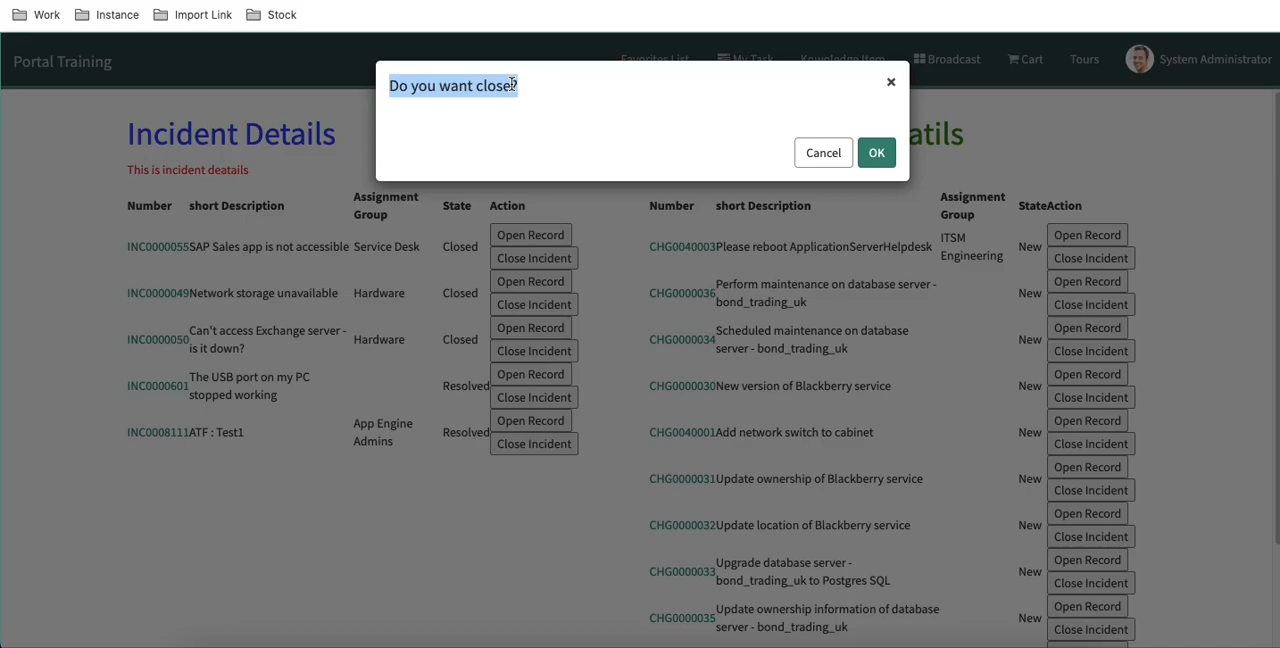 Work Instance Import Link Stock
Portal Training Favorites List My Task Knowledge Item Broadcast Cart Tours System Administrator
Do you want close?
×
Cancel OK
Incident Details
This is incident deatails
Number short Description Assignment Group State Action
INC0000055 SAP Sales app is not accessible Service Desk Closed Open Record
Close Incident
INC0000049 Network storage unavailable Hardware Closed Open Record
Close Incident
INC0000050 Can't access Exchange server - is it down? Hardware Closed Open Record
Close Incident
INC0000601 The USB port on my PC stopped working Resolved Open Record
Close Incident
INC0008111 ATF : Test1 App Engine Admins Resolved Open Record
Close Incident
Number short Description Assignment Group State Action
CHG0040003 Please reboot ApplicationServerHelpdesk ITSM Engineering New Open Record
Close Incident
CHG0000036 Perform maintenance on database server - bond_trading_uk New Open Record
Close Incident
CHG0000034 Scheduled maintenance on database server - bond_trading_uk New Open Record
Close Incident
CHG0000030 New version of Blackberry service New Open Record
Close Incident
CHG0040001 Add network switch to cabinet New Open Record
Close Incident
CHG0000031 Update ownership of Blackberry service New Open Record
Close Incident
CHG0000032 Update location of Blackberry service New Open Record
Close Incident
CHG0000033 Upgrade database server - bond_trading_uk to Postgres SQL New Open Record
Close Incident
CHG0000035 Update ownership information of database server - bond_trading_uk New Open Record
Close Incident